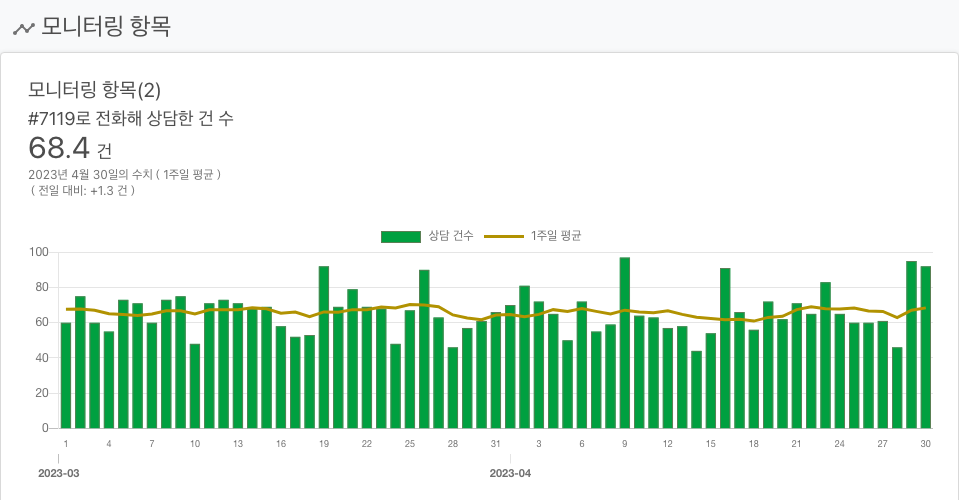 모니터링 항목
모니터링 항목(2)
#7119로 전화해 상담한 건 수
68.4 건
2023년 4월 30일의 수치 ( 1주일 평균 )
( 전일 대비: +1.3 건 )
상담 건수 1주일 평균
100
80
60
40
20
0
1 4 7 10 13 16 19 22 25 28 31 3 6 9 12 15 18 21 24 27 30
2023-03 2023-04